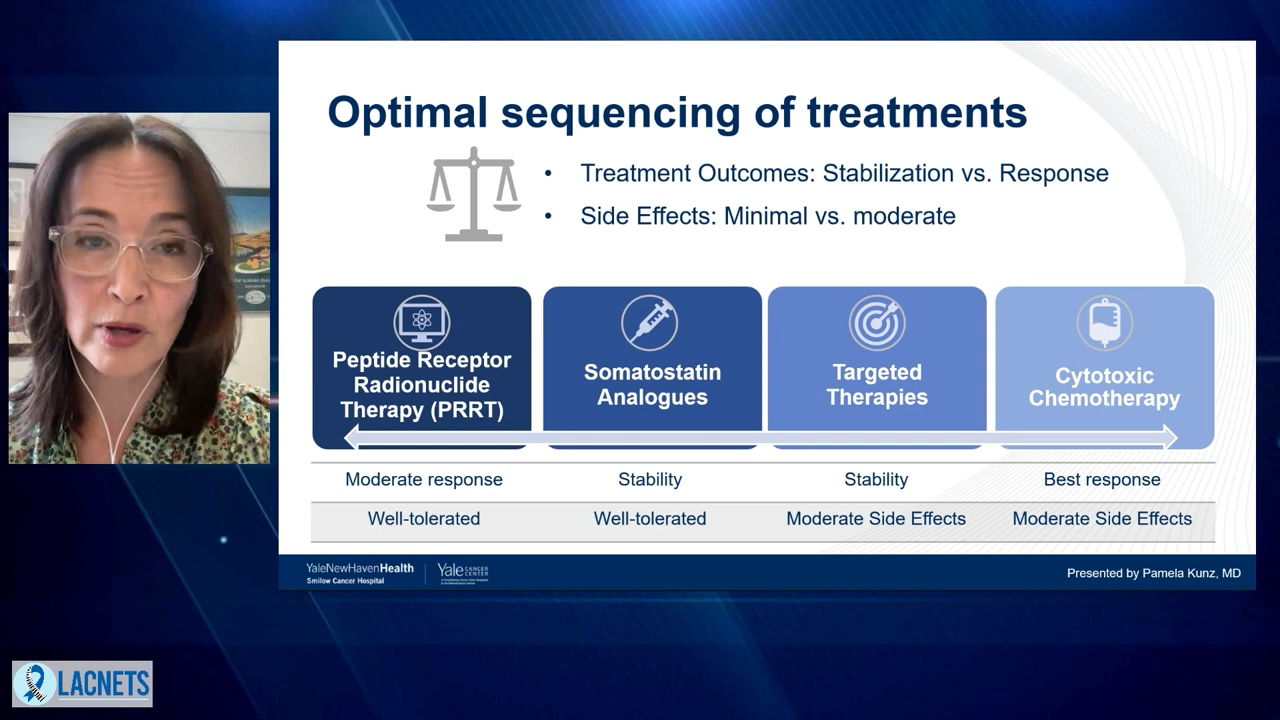 Optimal sequencing of treatments
• Treatment Outcomes: Stabilization vs. Response
• Side Effects: Minimal vs. moderate
Peptide Receptor
Radionuclide
Therapy (PRRT)
Somatostatin
Analogues
Targeted
Therapies
Cytotoxic
Chemotherapy
Moderate response
Stability
Stability
Best response
Well-tolerated
Well-tolerated
Moderate Side Effects
Moderate Side Effects
YaleNewHavenHealth
Smilow Cancer Hospital
Yale CANCER
CENTER
Presented by Pamela Kunz, MD
LACNETS